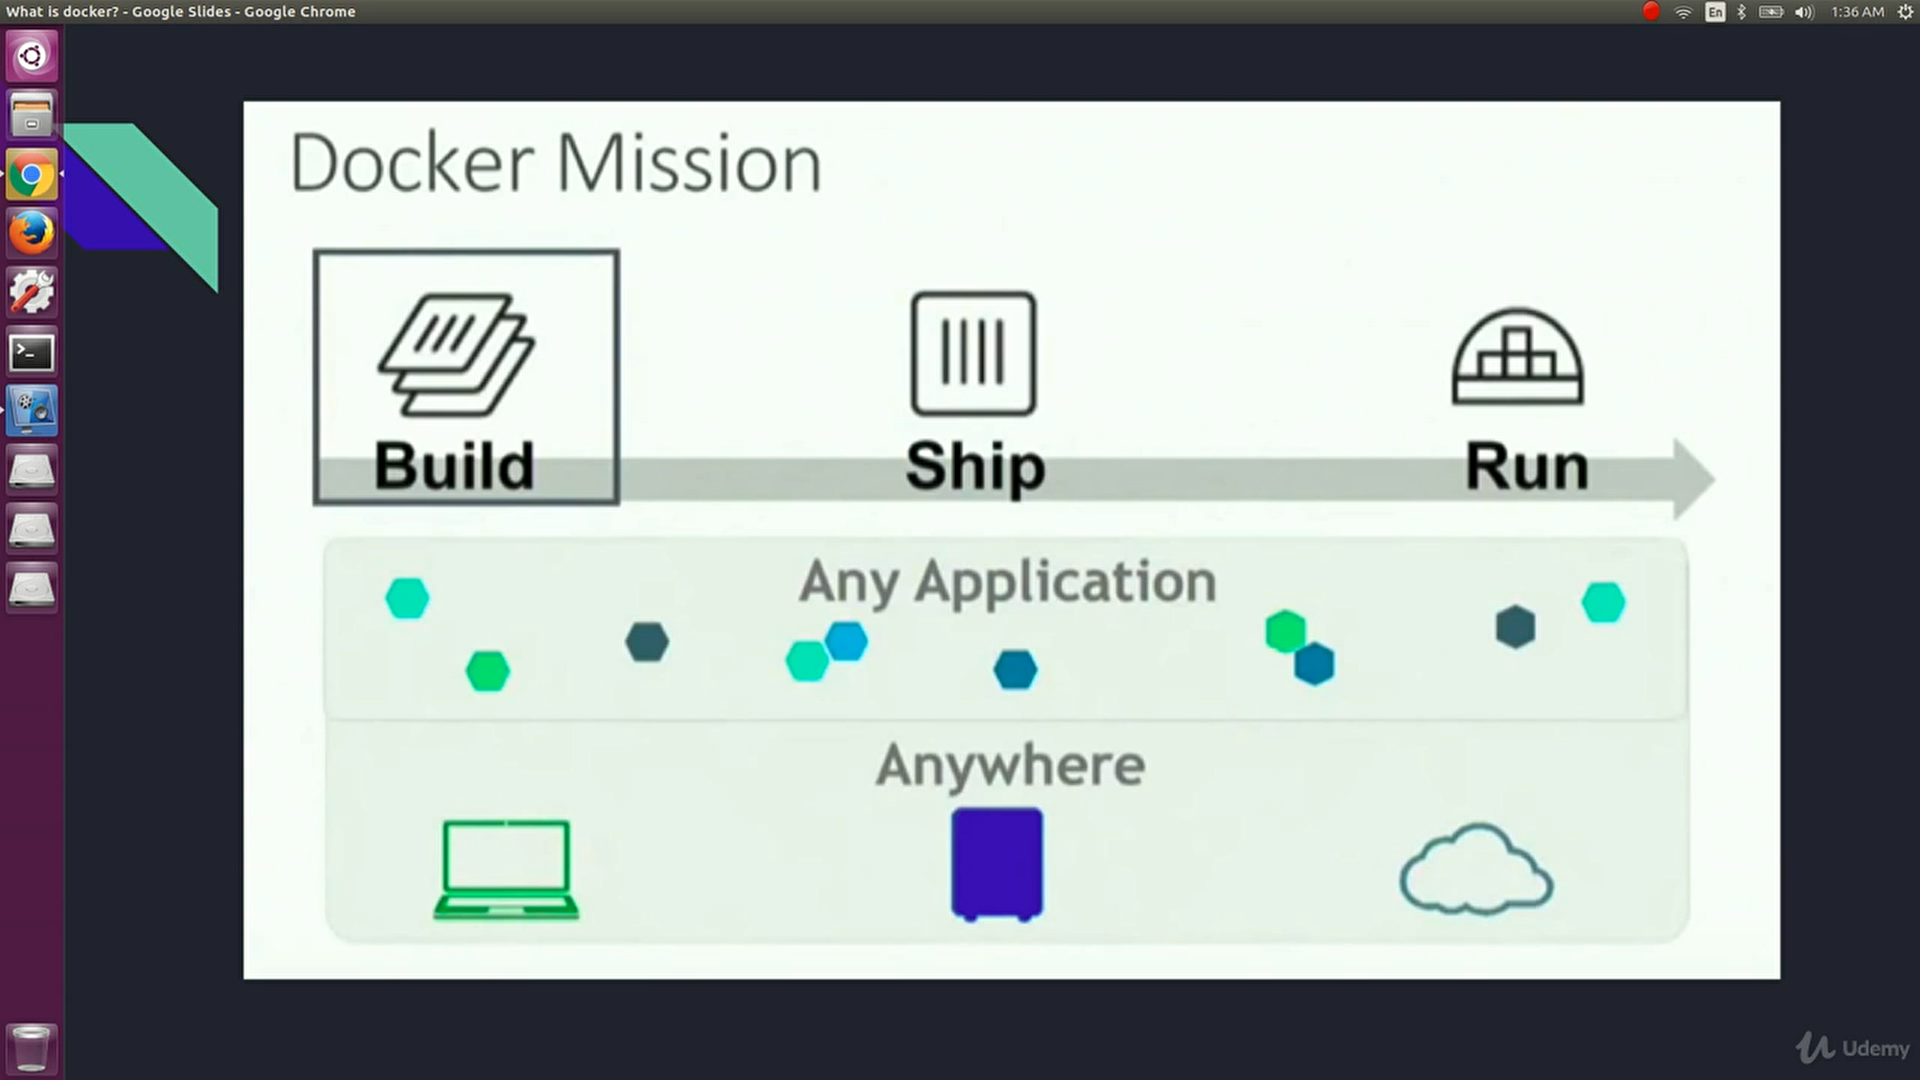 What is docker? - Google Slides - Google Chrome
En
1:36 AM
Docker Mission
Build
Ship
Run
Any Application
Anywhere
Udemy